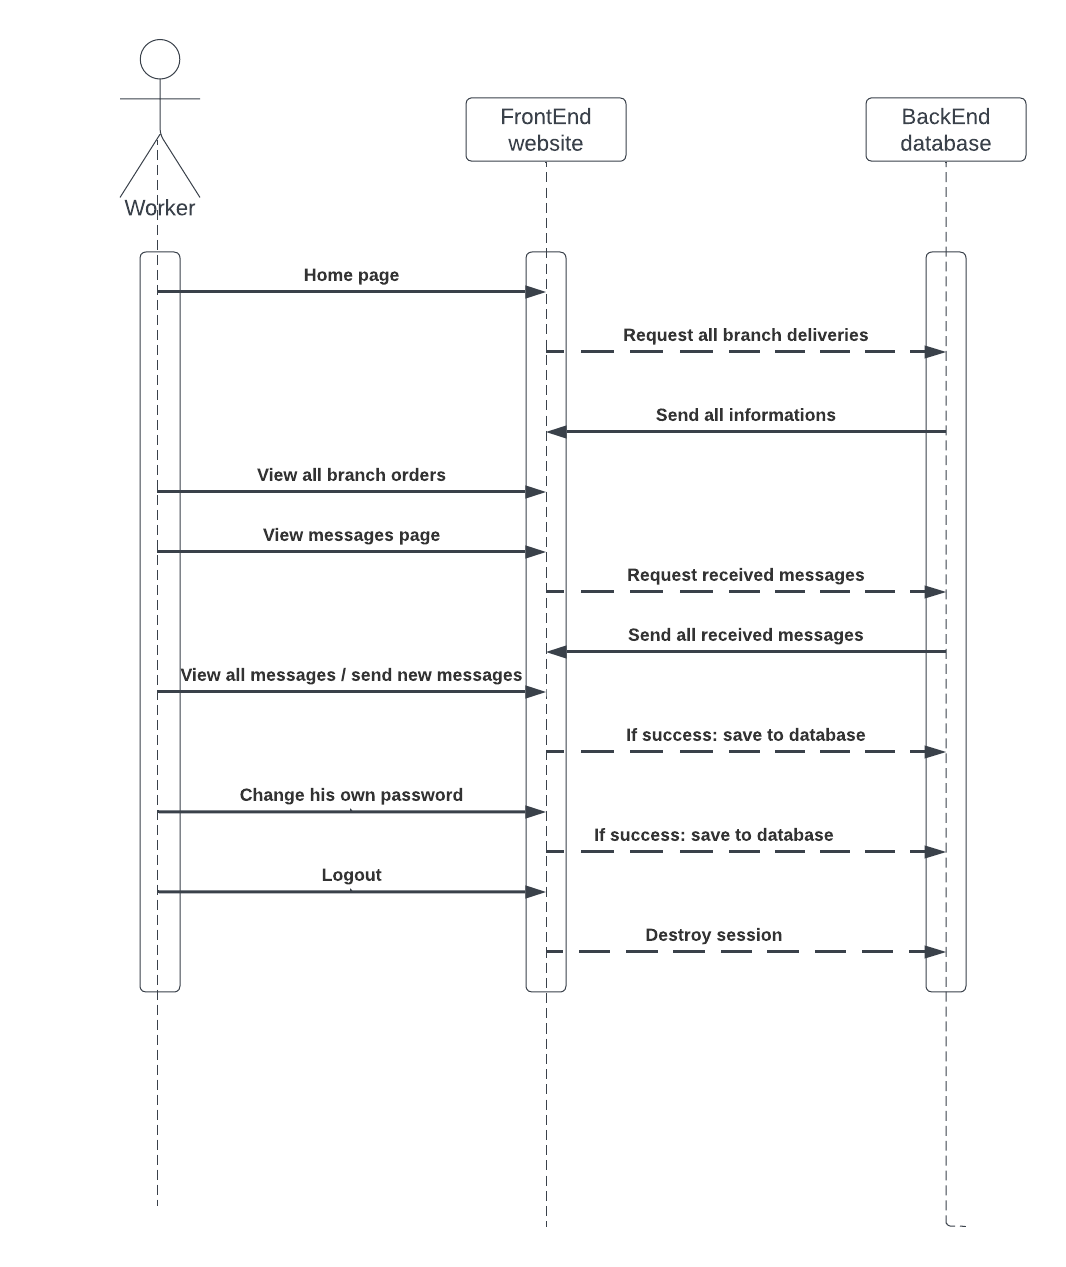 FrontEnd
website
BackEnd
database
Worker
Home page
Request all branch deliveries
Send all informations
View all branch orders
View messages page
Request received messages
Send all received messages
View all messages / send new messages
If success: save to database
Change his own password
If success: save to database
Logout
Destroy session